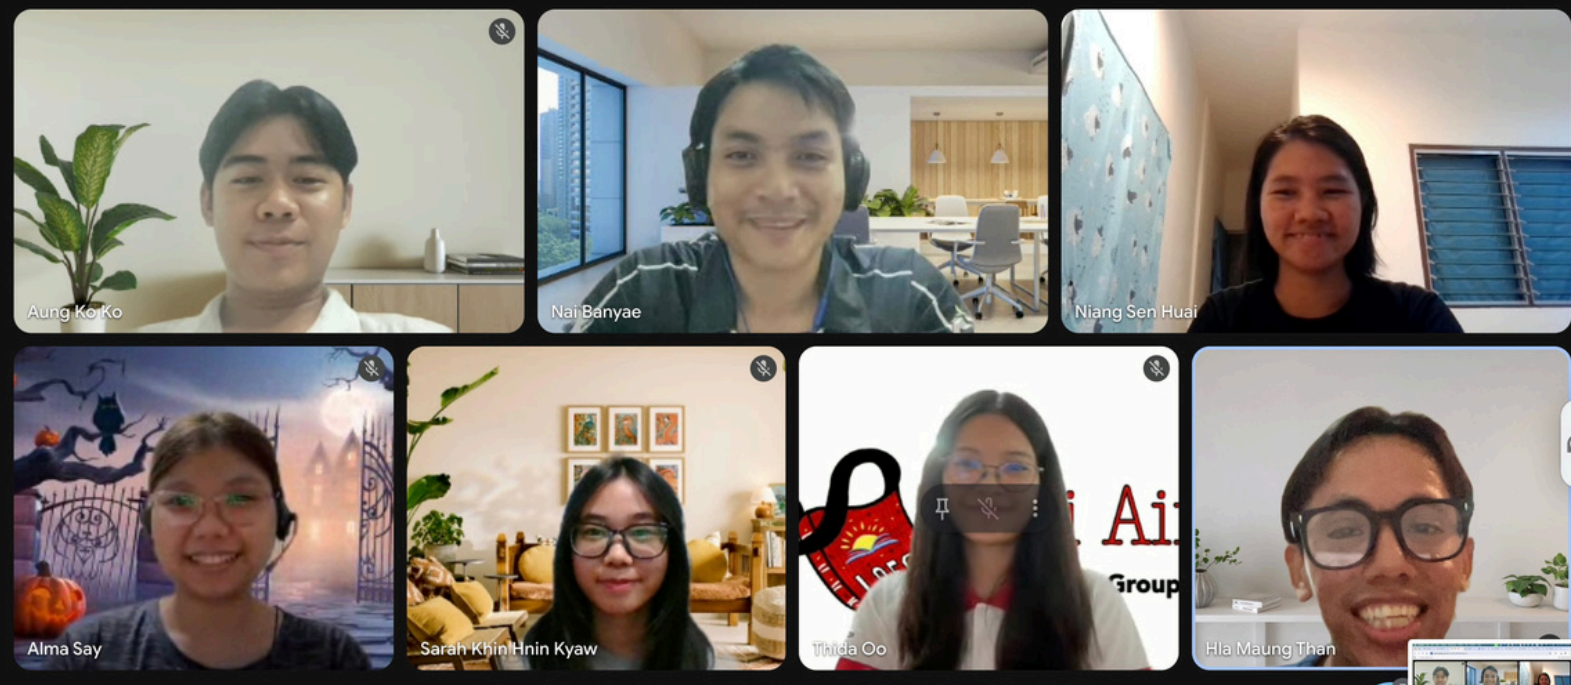 Aung Ko Ko
Nai Banyae
Niang Sen Huai
i Ai
Group
Alma Say
Sarah Khin Hnin Kyaw
Thida Oo
Hla Maung Than